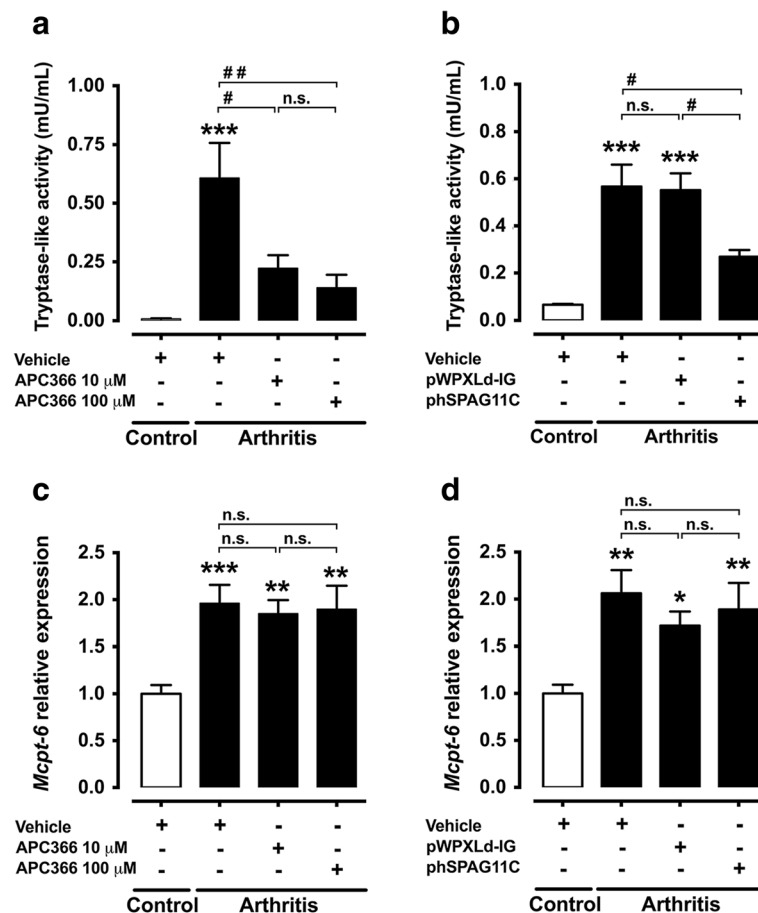 a
Tryptase-like activity (mU/mL)
1.00
0.75
0.50
0.25
0.00
##
#
n.s.
***
Vehicle + + - -
APC366 10 μM - - + -
APC366 100 μM - - - +
Control Arthritis
b
Tryptase-like activity (mU/mL)
1.0
0.8
0.6
0.4
0.2
0.0
#
n.s.
#
***
***
Vehicle + + - -
pWPXLd-IG - - + -
phSPAG11C - - - +
Control Arthritis
c
Mcpt-6 relative expression
2.5
2.0
1.5
1.0
0.5
0.0
n.s.
n.s.
n.s.
***
**
**
Vehicle + + - -
APC366 10 μM - - + -
APC366 100 μM - - - +
Control Arthritis
d
Mcpt-6 relative expression
2.5
2.0
1.5
1.0
0.5
0.0
n.s.
n.s.
n.s.
**
*
**
Vehicle + + - -
pWPXLd-IG - - + -
phSPAG11C - - - +
Control Arthritis